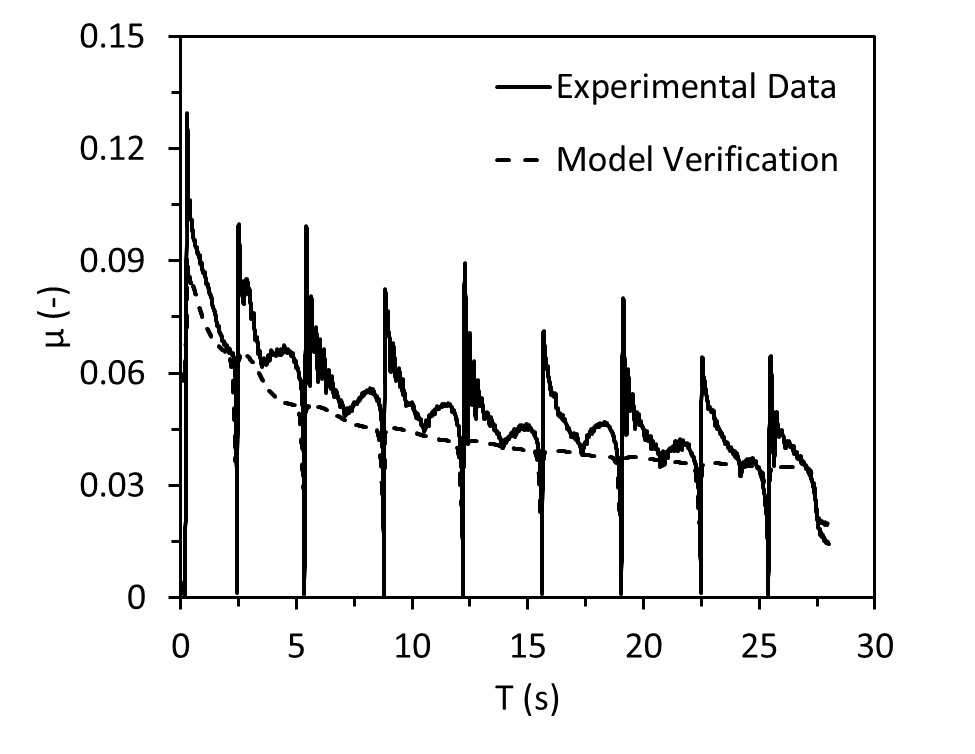 0.15
0.12
0.09
0.06
0.03
0
μ (-)
Experimental Data
Model Verification
0 5 10 15 20 25 30
T (s)